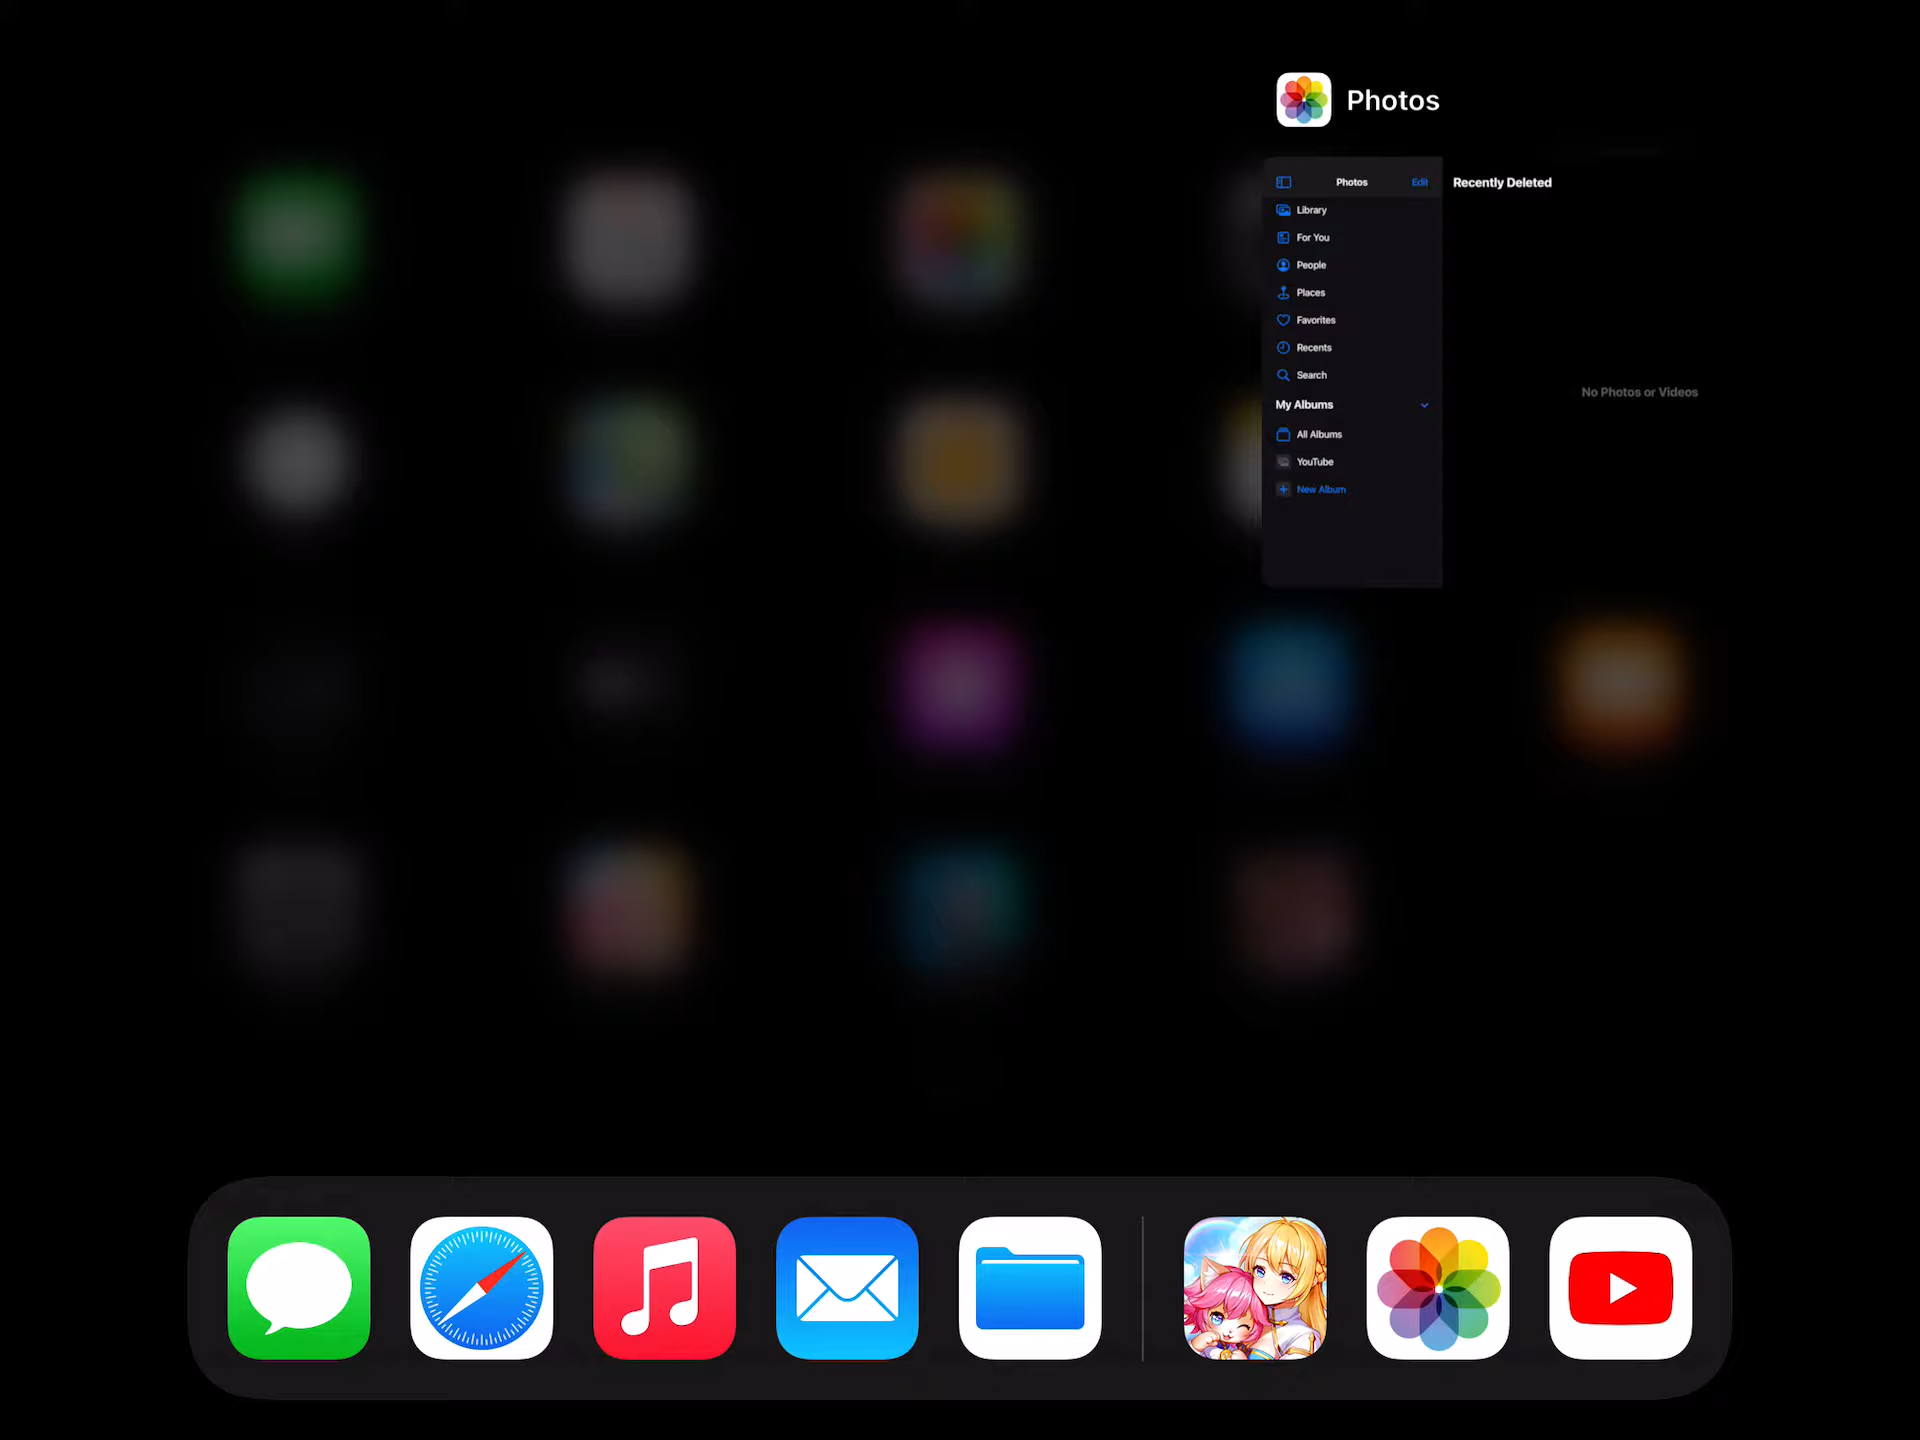 Photos
Photos
Edit
Recently Deleted
Library
For You
People
Places
Favorites
Recents
Search
No Photos or Videos
My Albums
All Albums
YouTube
New Album